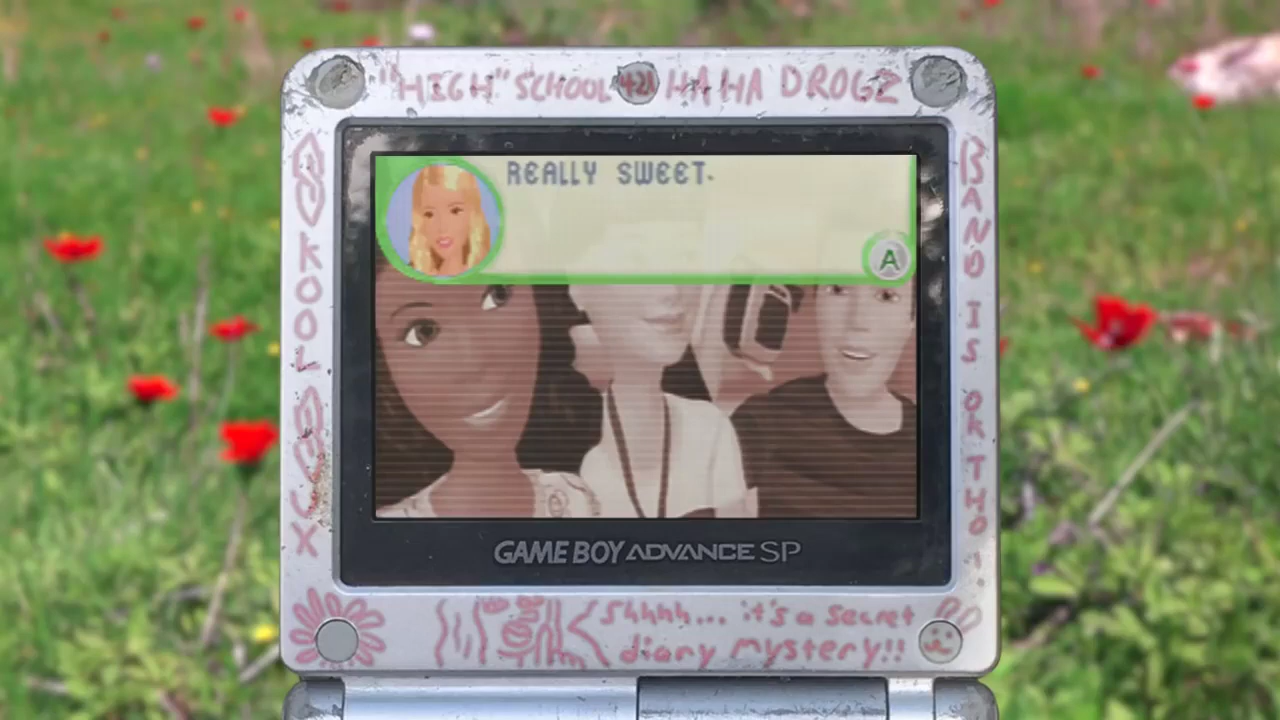 "HIGH" SCHOOL 421 HA HA DROGZ
REALLY SWEET.
A
KOOL
BAND IS OK THO
GAME BOY ADVANCE SP
Shhhh... it's a secret
diary mystery!!